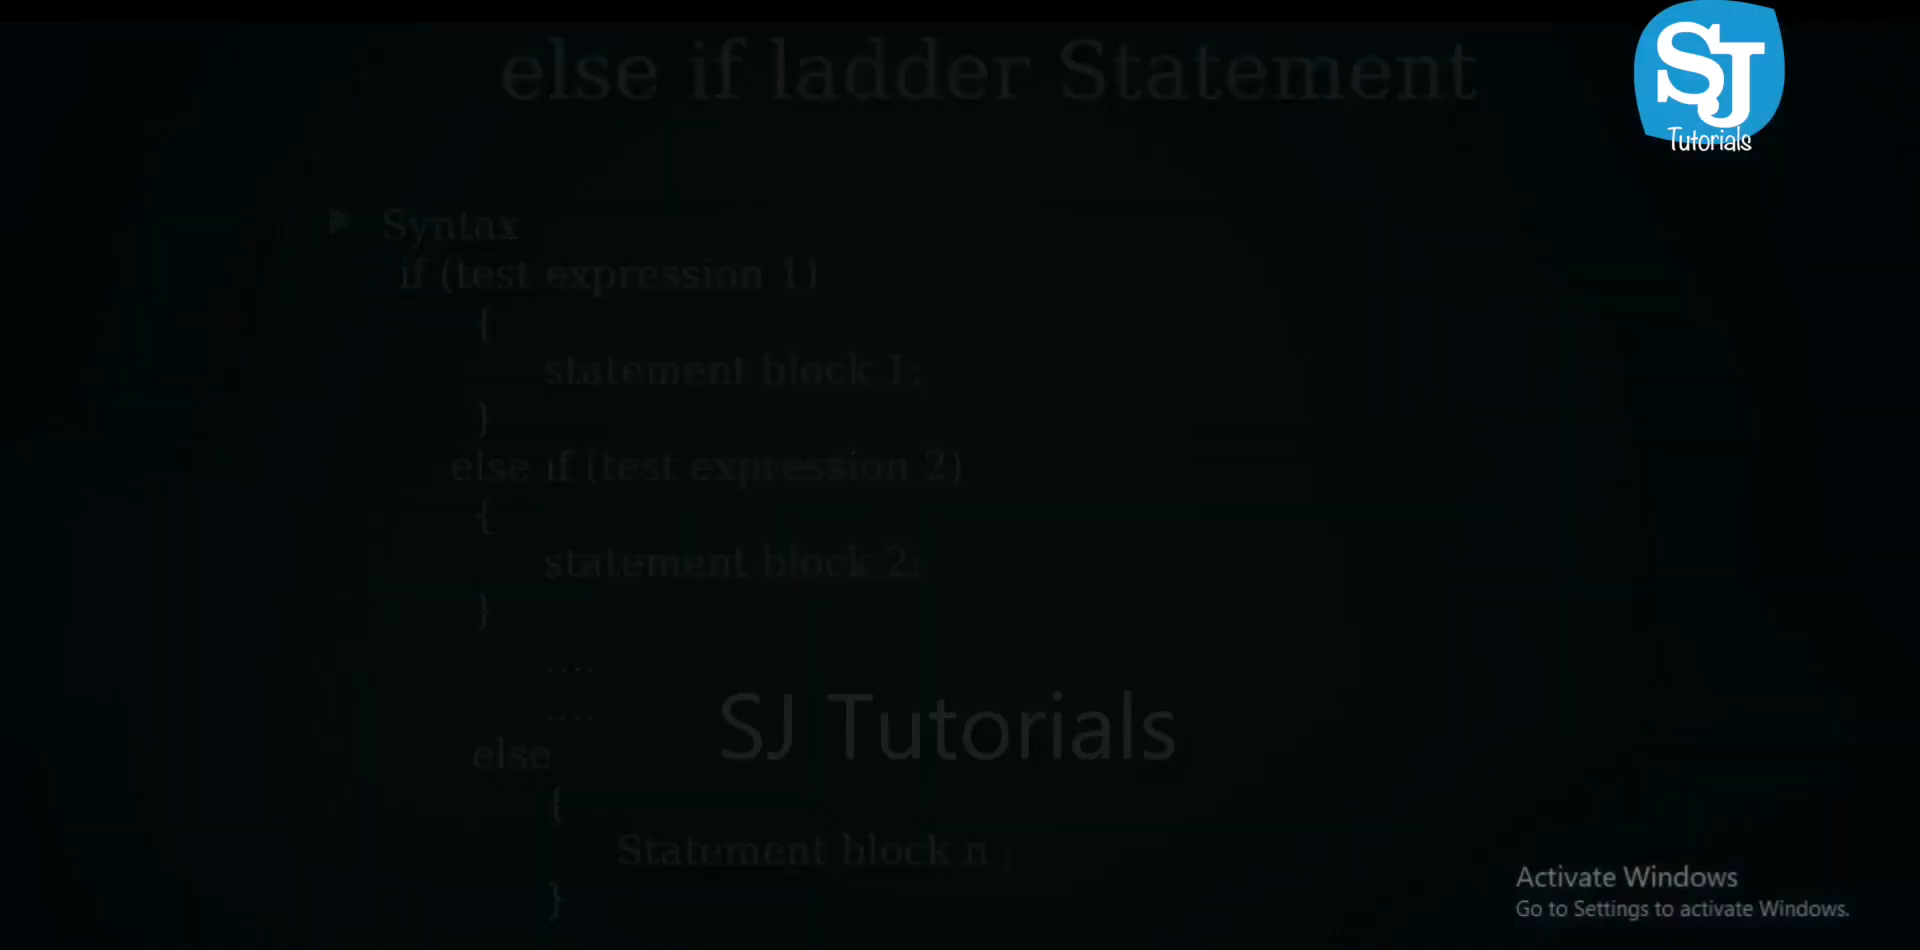 else if ladder Statement
SJ
Tutorials
Syntax
if (test expression 1)
{
statement block 1;
}
else if (test expression 2)
{
statement block 2;
}
....
....
SJ Tutorials
else
{
Statement block n ;
}
Activate Windows
Go to Settings to activate Windows.